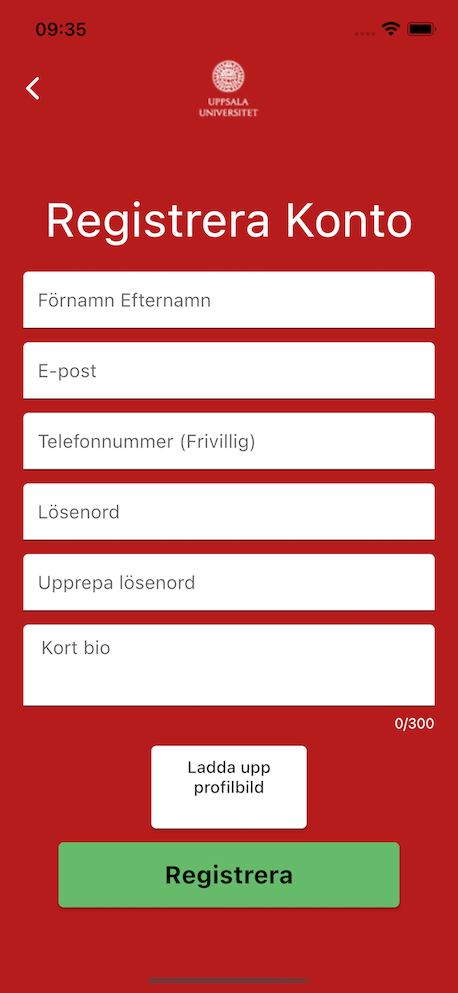 09:35
UPPSALA
UNIVERSITET
Registrera Konto
Förnamn Efternamn
E-post
Telefonnummer (Frivillig)
Lösenord
Upprepa lösenord
Kort bio
0/300
Ladda upp
profilbild
Registrera